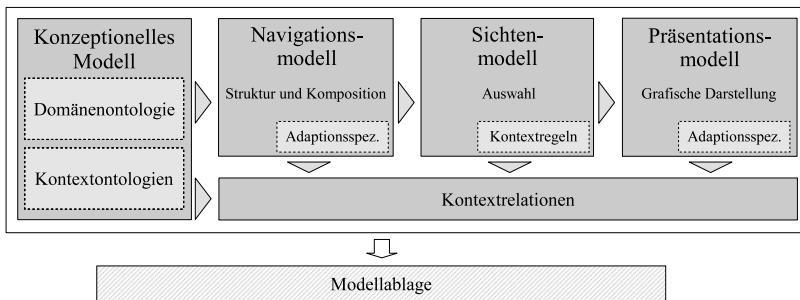 Konzeptionelles
Modell
Domänenontologie
Kontextontologien
Navigations-
modell
Struktur und Komposition
Adaptionsspez.
Sichten-
modell
Auswahl
Kontextregeln
Präsentations-
modell
Grafische Darstellung
Adaptionsspez.
Kontextrelationen
Modellablage